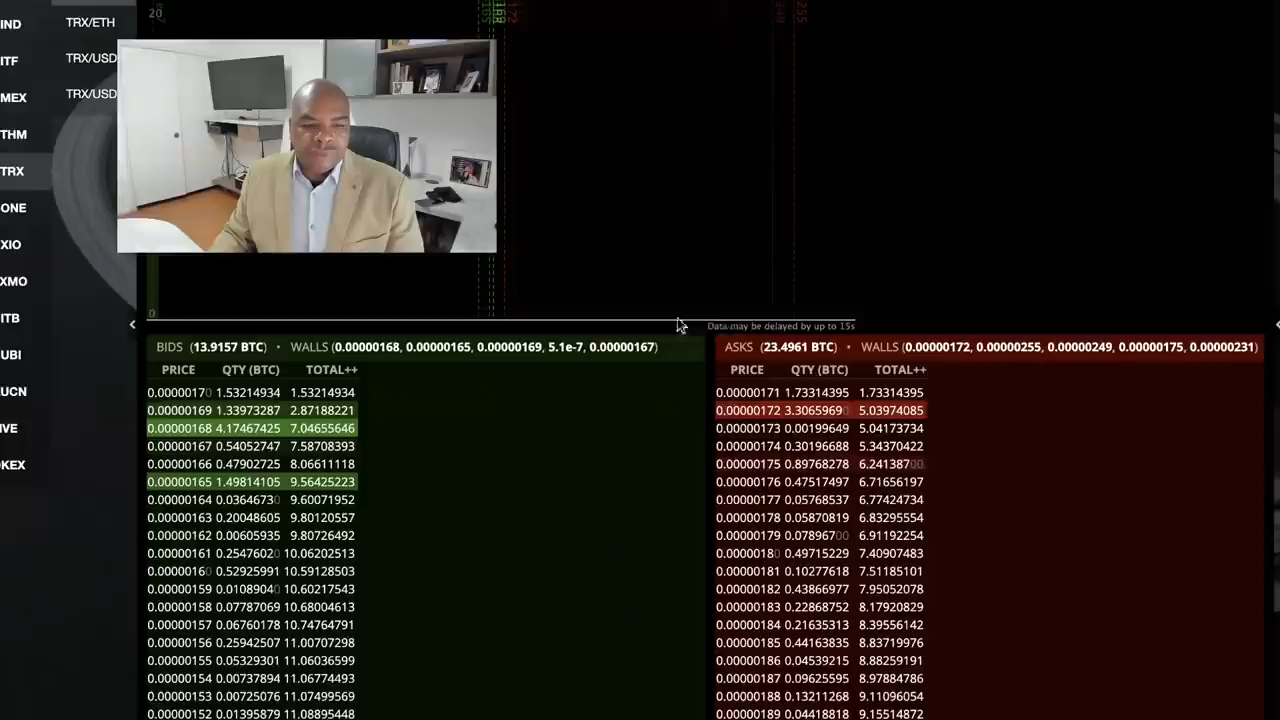 20
IND
ITF
MEX
THM
TRX
ONE
XIO
XMO
ITB
UBI
UCN
IVE
OKEX
TRX/ETH
TRX/USD
TRX/USD
169
172
249
255
0
Data may be delayed by up to 15s
BIDS (13.9157 BTC) • WALLS (0.00000168, 0.00000165, 0.00000169, 5.1e-7, 0.00000167)
PRICE QTY (BTC) TOTAL++
0.00000170 1.53214934 1.53214934
0.00000169 1.33973287 2.87188221
0.00000168 4.17467425 7.04655646
0.00000167 0.54052747 7.58708393
0.00000166 0.47902725 8.06611118
0.00000165 1.49814105 9.56425223
0.00000164 0.03646730 9.60071952
0.00000163 0.20048605 9.80120557
0.00000162 0.00605935 9.80726492
0.00000161 0.25476020 10.06202513
0.00000160 0.52925991 10.59128503
0.00000159 0.01089040 10.60217543
0.00000158 0.07787069 10.68004613
0.00000157 0.06760178 10.74764791
0.00000156 0.25942507 11.00707298
0.00000155 0.05329301 11.06036599
0.00000154 0.00737894 11.06774493
0.00000153 0.00725076 11.07499569
0.00000152 0.01395879 11.08895448
ASKS (23.4961 BTC) • WALLS (0.00000172, 0.00000255, 0.00000249, 0.00000175, 0.00000231)
PRICE QTY (BTC) TOTAL++
0.00000171 1.73314395 1.73314395
0.00000172 3.30659690 5.03974085
0.00000173 0.00199649 5.04173734
0.00000174 0.30196688 5.34370422
0.00000175 0.89768278 6.24138700
0.00000176 0.47517497 6.71656197
0.00000177 0.05768537 6.77424734
0.00000178 0.05870819 6.83295554
0.00000179 0.07896700 6.91192254
0.00000180 0.49715229 7.40907483
0.00000181 0.10277618 7.51185101
0.00000182 0.43866977 7.95052078
0.00000183 0.22868752 8.17920829
0.00000184 0.21635313 8.39556142
0.00000185 0.44163835 8.83719976
0.00000186 0.04539215 8.88259191
0.00000187 0.09625595 8.97884786
0.00000188 0.13211268 9.11096054
0.00000189 0.04418818 9.15514872